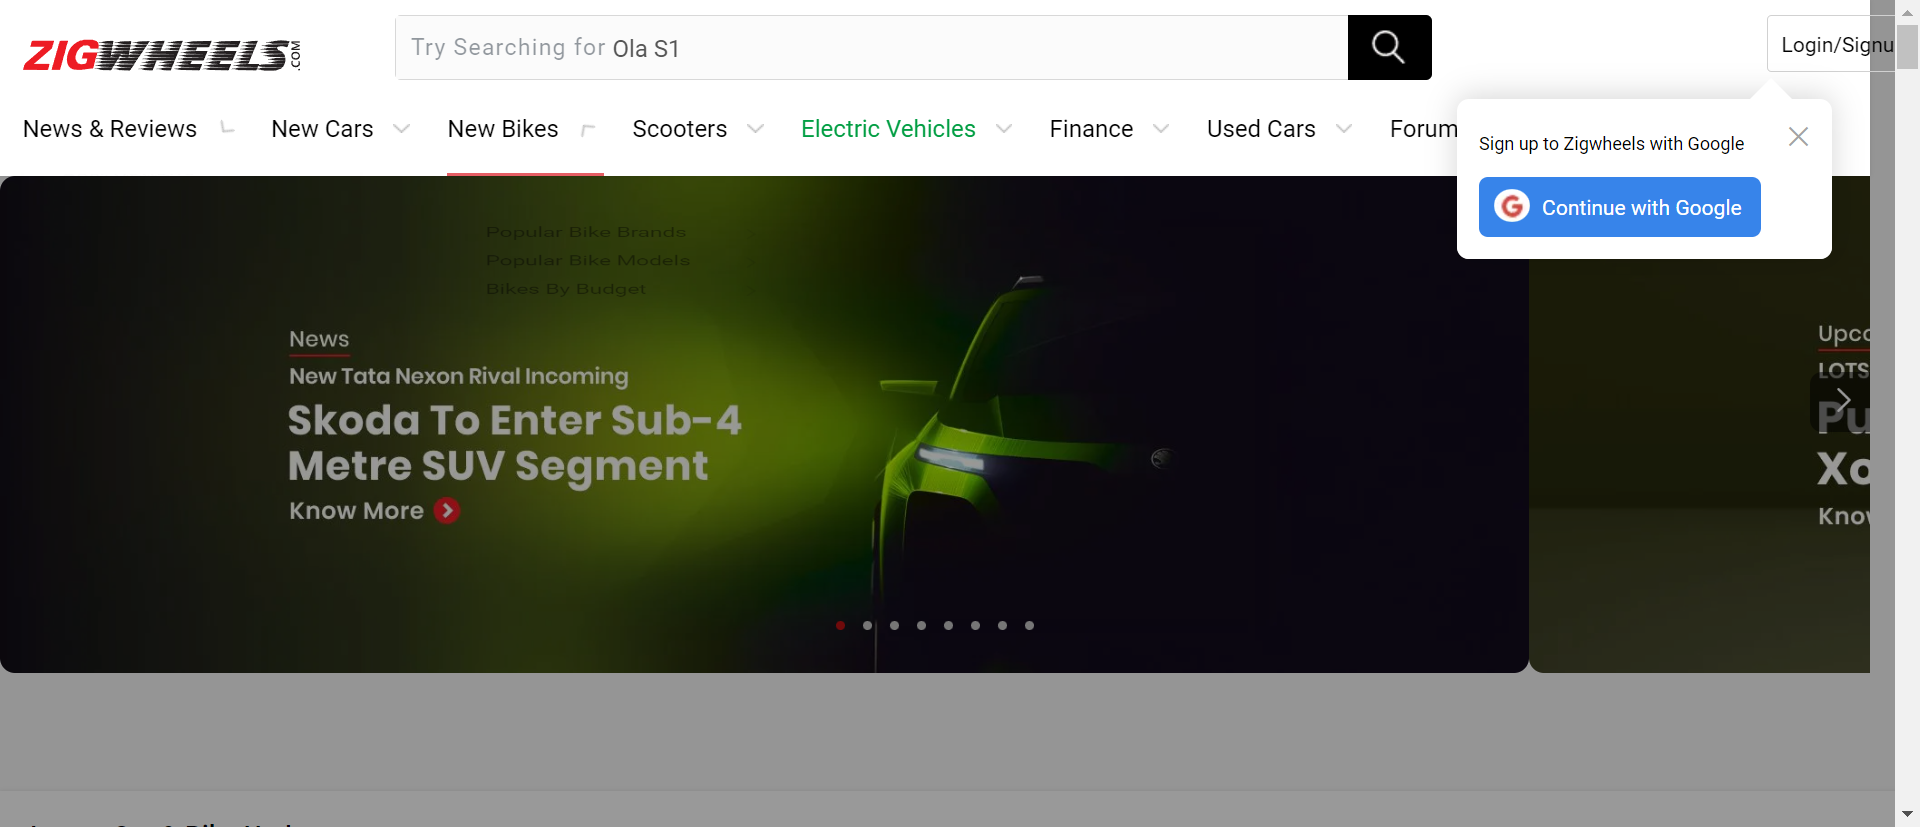 ZIGWHEELS.COM
Try Searching for Ola S1
Login/Signu
News & Reviews
New Cars
New Bikes
Scooters
Electric Vehicles
Finance
Used Cars
Forum
Sign up to Zigwheels with Google
G Continue with Google
Popular Bike Brands
Popular Bike Models
Bikes By Budget
News
New Tata Nexon Rival Incoming
Skoda To Enter Sub-4
Metre SUV Segment
Know More
Upco
LOTS
Pu
Xo
Know